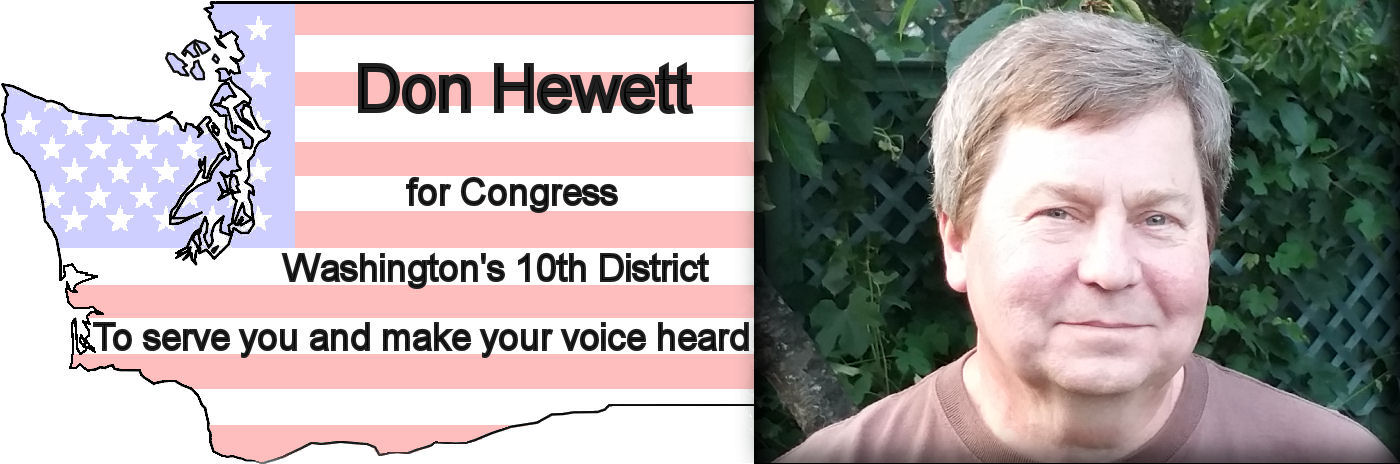 Don Hewett
for Congress
Washington's 10th District
To serve you and make your voice heard